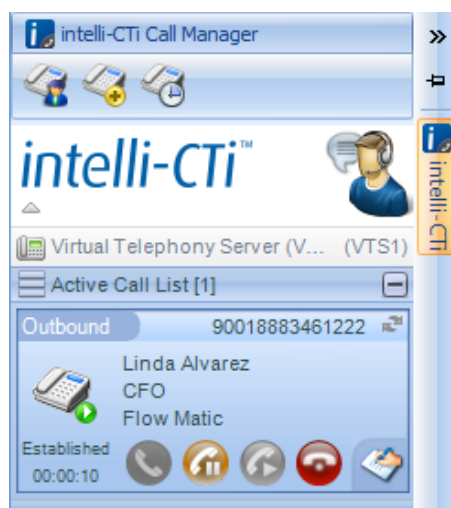 intelli-CTi Call Manager
intelli-CTi™
Virtual Telephony Server (V... (VTS1)
Active Call List [1]
Outbound 90018883461222
Linda Alvarez
CFO
Flow Matic
Established
00:00:10
intelli-CTi